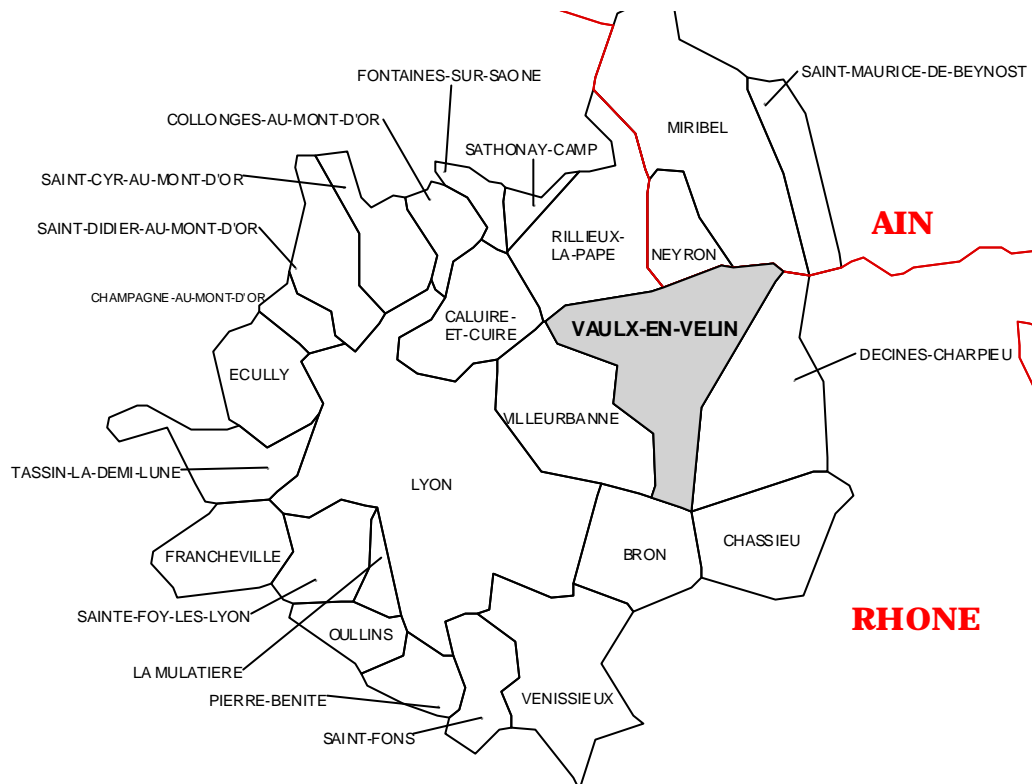 FONTAINES-SUR-SAONE
SAINT-MAURICE-DE-BEYNOST
COLLONGES-AU-MONT-D'OR
MIRIBEL
SATHONAY-CAMP
SAINT-CYR-AU-MONT-D'OR
SAINT-DIDIER-AU-MONT-D'OR
AIN
RILLIEUX-
LA-PAPE
NEYRON
CHAMPAGNE-AU-MONT-D'OR
CALUIRE-
ET-CUIRE
VAULX-EN-VELIN
DECINES-CHARPIEU
ECULLY
VILLEURBANNE
TASSIN-LA-DEMI-LUNE
LYON
CHASSIEU
FRANCHEVILLE
BRON
SAINTE-FOY-LES-LYON
RHONE
OULLINS
LA MULATIERE
PIERRE-BENITE
VENISSIEUX
SAINT-FONS